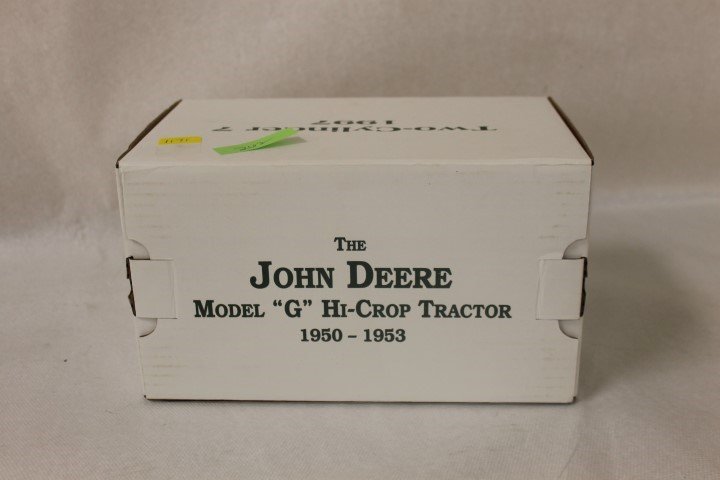 Two-Cylinder 7
1997
THE
JOHN DEERE
MODEL “G” HI-CROP TRACTOR
1950 – 1953